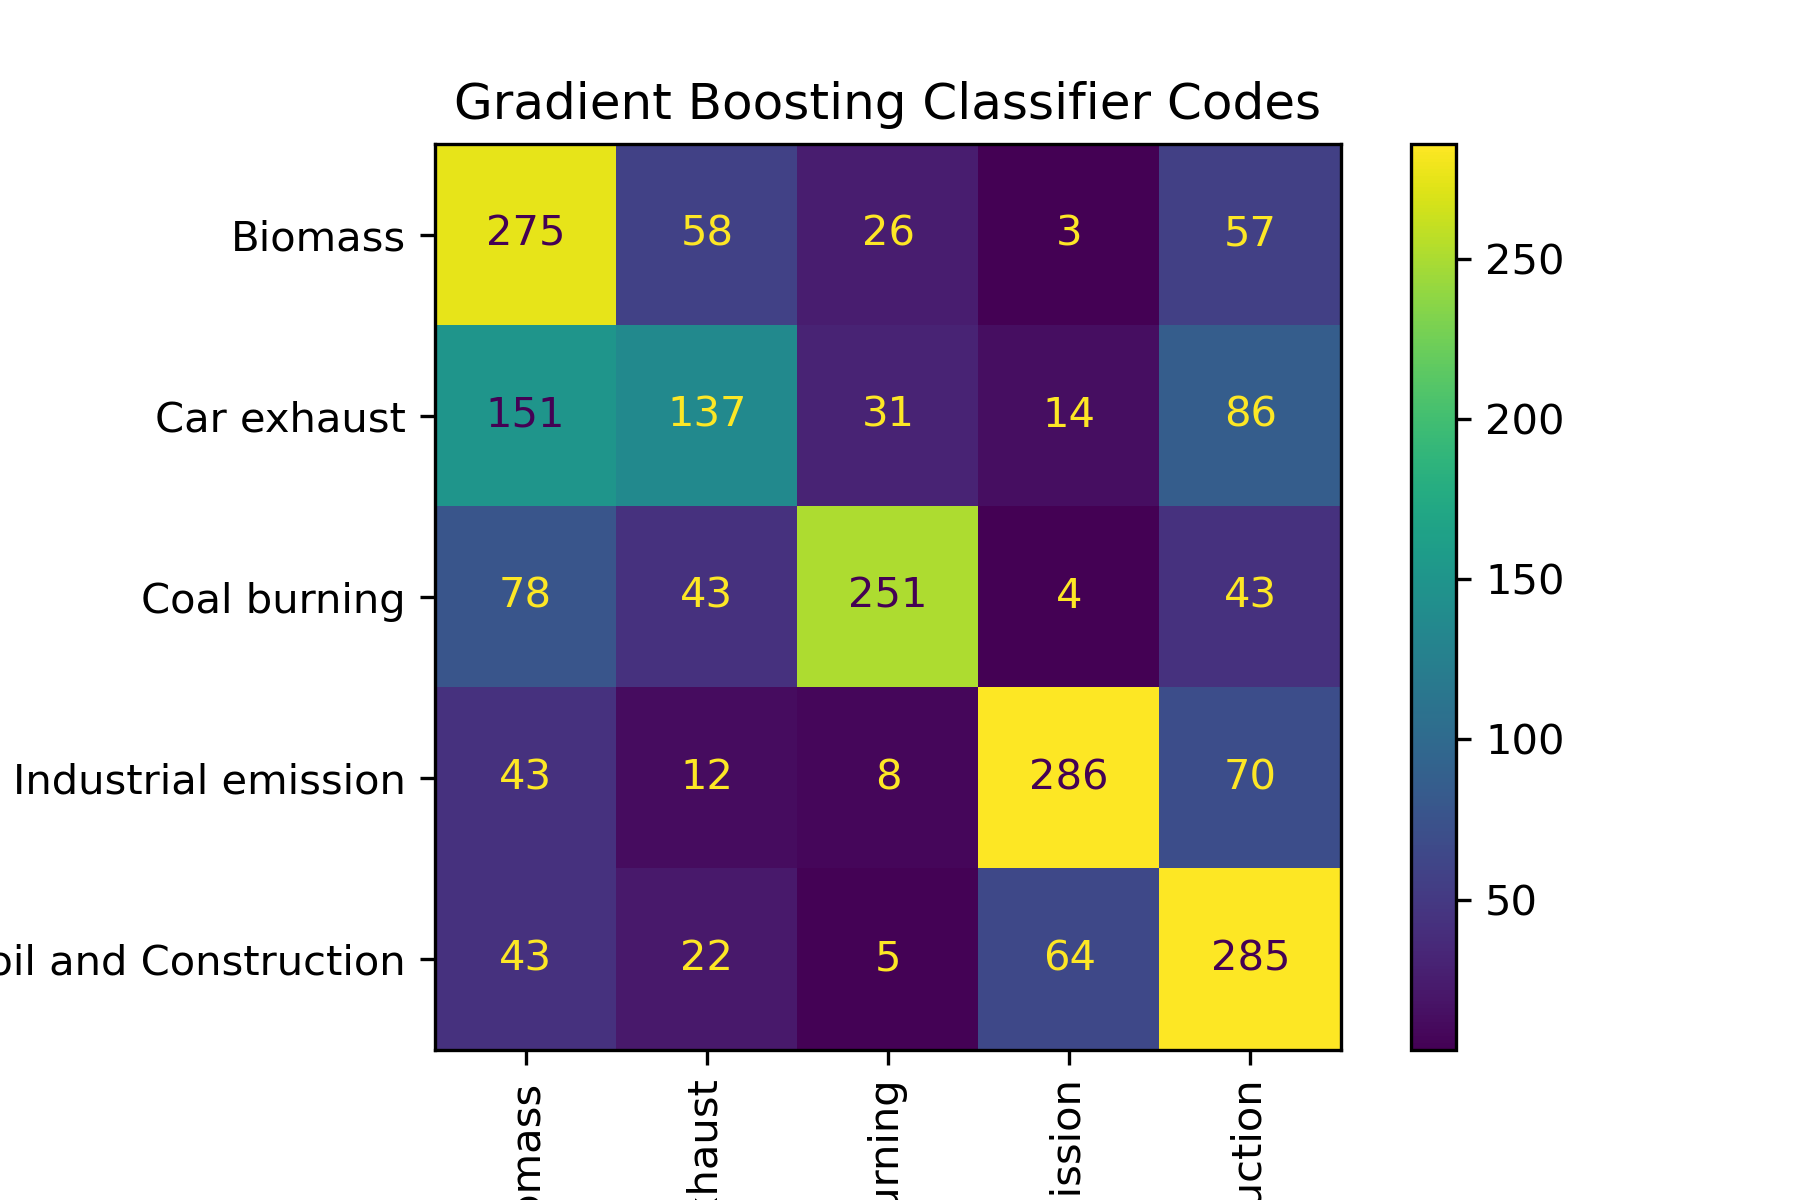 Gradient Boosting Classifier Codes
Biomass 275 58 26 3 57
Car exhaust 151 137 31 14 86
Coal burning 78 43 251 4 43
Industrial emission 43 12 8 286 70
oil and Construction 43 22 5 64 285
omass
xhaust
urning
ission
uction
250
200
150
100
50